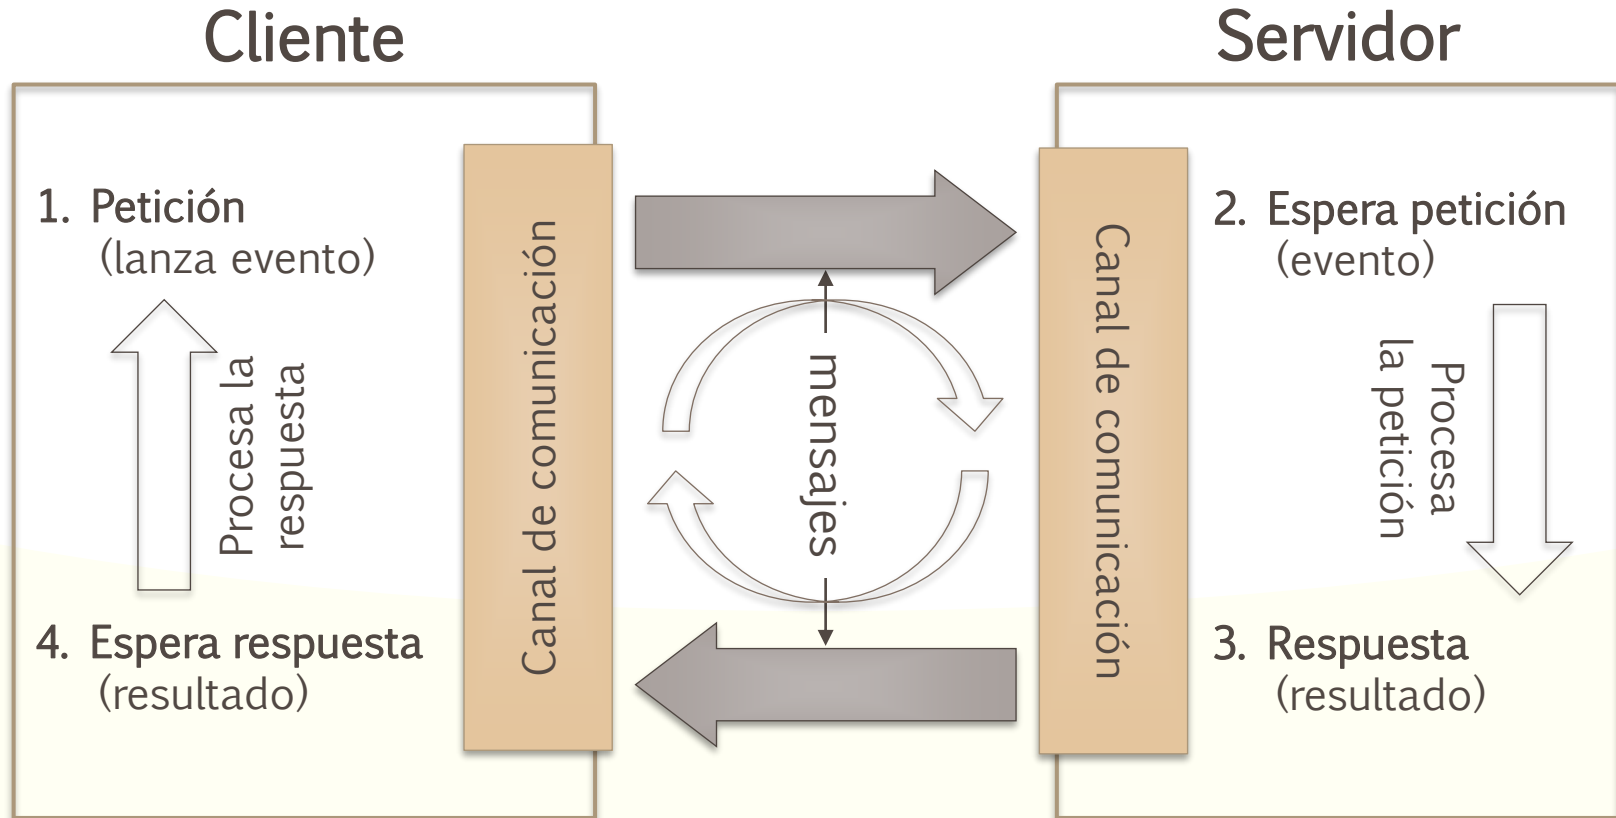 Cliente
Servidor
1. Petición
(lanza evento)
Procesa la
respuesta
4. Espera respuesta
(resultado)
Canal de comunicación
mensajes
Canal de comunicación
2. Espera petición
(evento)
Procesa
la petición
3. Respuesta
(resultado)